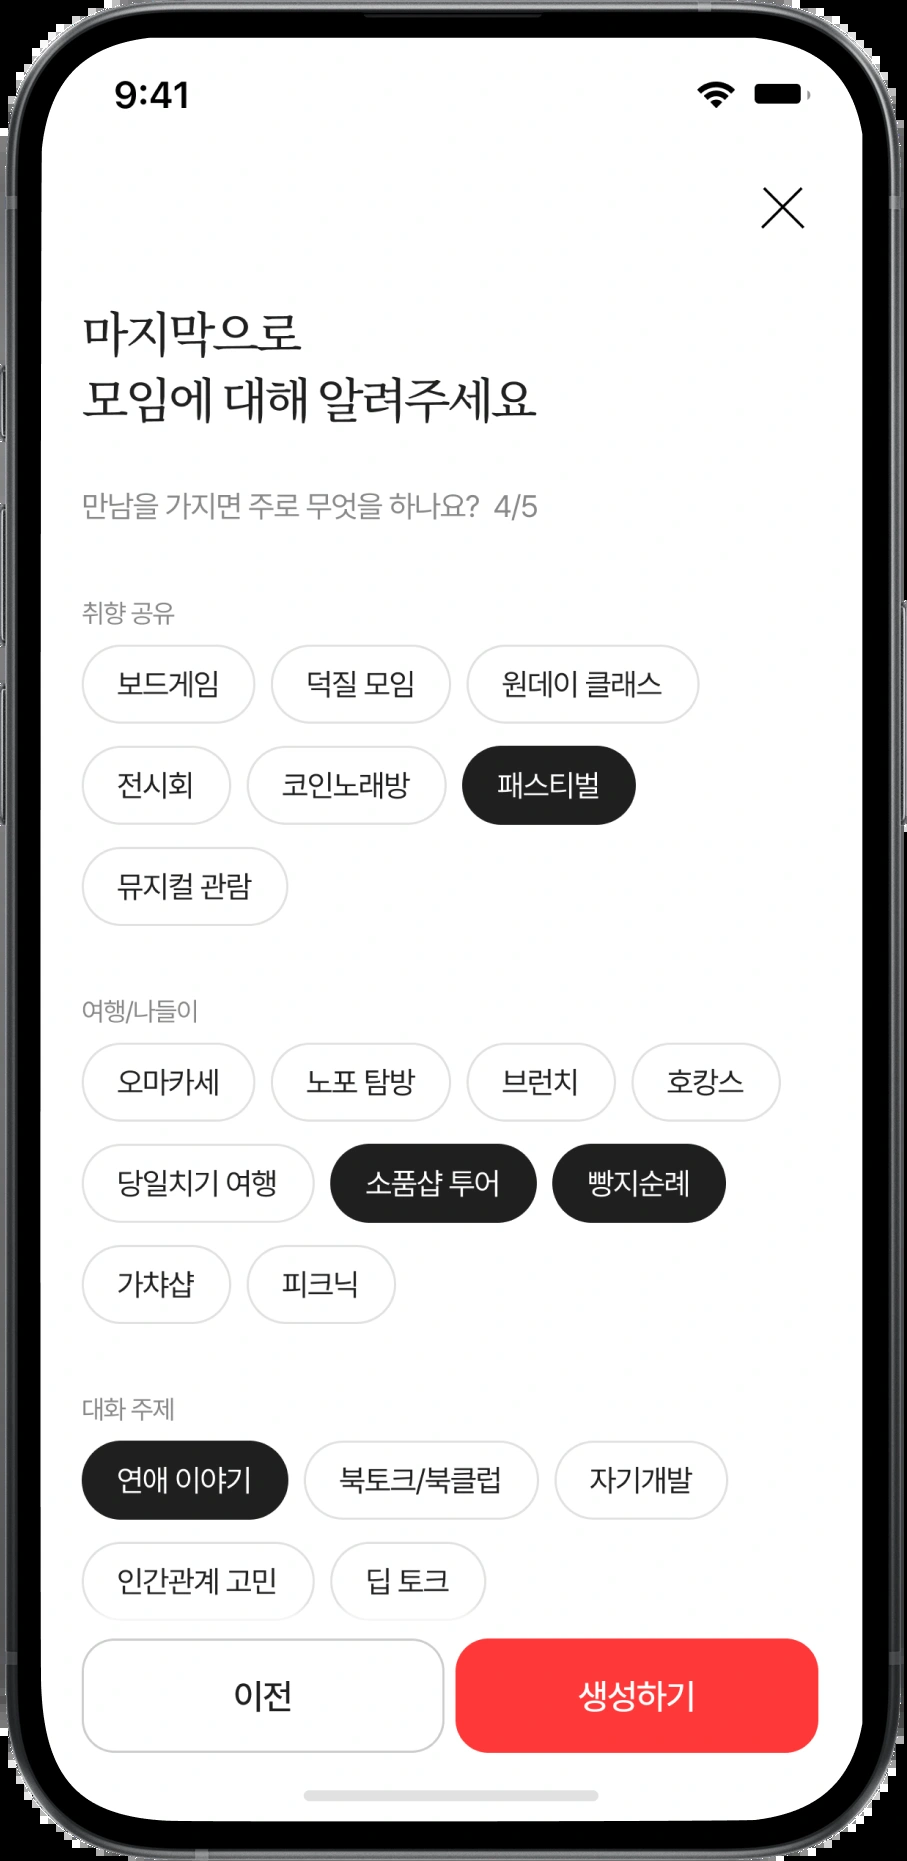 9:41
마지막으로
모임에 대해 알려주세요
만남을 가지면 주로 무엇을 하나요? 4/5
취향 공유
보드게임 덕질 모임 원데이 클래스
전시회 코인노래방 패스티벌
뮤지컬 관람
여행/나들이
오마카세 노포 탐방 브런치 호캉스
당일치기 여행 소품샵 투어 빵지순례
가챠샵 피크닉
대화 주제
연애 이야기 북토크/북클럽 자기개발
인간관계 고민 딥 토크
이전 생성하기